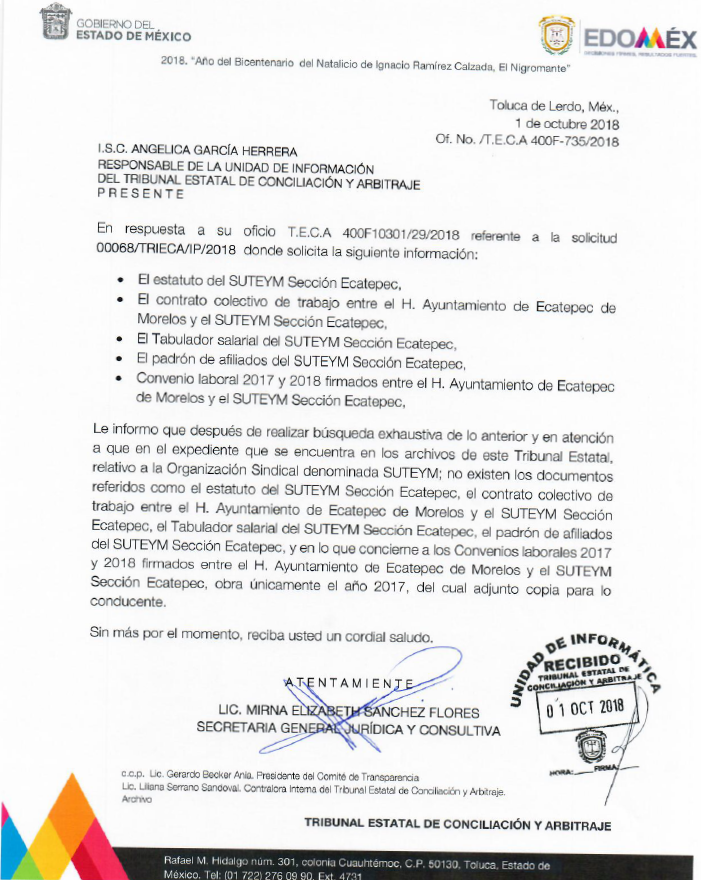 GOBIERNO DEL
ESTADO DE MÉXICO
EDOMÉX
DECISIONES FIRMES, RESULTADOS FUERTES.
2018. "Año del Bicentenario del Natalicio de Ignacio Ramírez Calzada, El Nigromante"
Toluca de Lerdo, Méx.,
1 de octubre 2018
Of. No. /T.E.C.A 400F-735/2018
I.S.C. ANGELICA GARCÍA HERRERA
RESPONSABLE DE LA UNIDAD DE INFORMACIÓN
DEL TRIBUNAL ESTATAL DE CONCILIACIÓN Y ARBITRAJE
P R E S E N T E
En respuesta a su oficio T.E.C.A 400F10301/29/2018 referente a la solicitud
00068/TRIECA/IP/2018 donde solicita la siguiente información:
• El estatuto del SUTEYM Sección Ecatepec,
• El contrato colectivo de trabajo entre el H. Ayuntamiento de Ecatepec de
Morelos y el SUTEYM Sección Ecatepec,
• El Tabulador salarial del SUTEYM Sección Ecatepec,
• El padrón de afiliados del SUTEYM Sección Ecatepec,
• Convenio laboral 2017 y 2018 firmados entre el H. Ayuntamiento de Ecatepec
de Morelos y el SUTEYM Sección Ecatepec,
Le informo que después de realizar búsqueda exhaustiva de lo anterior y en atención
a que en el expediente que se encuentra en los archivos de este Tribunal Estatal,
relativo a la Organización Sindical denominada SUTEYM; no existen los documentos
referidos como el estatuto del SUTEYM Sección Ecatepec, el contrato colectivo de
trabajo entre el H. Ayuntamiento de Ecatepec de Morelos y el SUTEYM Sección
Ecatepec, el Tabulador salarial del SUTEYM Sección Ecatepec, el padrón de afiliados
del SUTEYM Sección Ecatepec, y en lo que concierne a los Convenios laborales 2017
y 2018 firmados entre el H. Ayuntamiento de Ecatepec de Morelos y el SUTEYM
Sección Ecatepec, obra únicamente el año 2017, del cual adjunto copia para lo
conducente.
Sin más por el momento, reciba usted un cordial saludo.
A T E N T A M E N T E
LIC. MIRNA ELIZABETH SANCHEZ FLORES
SECRETARIA GENERAL JURÍDICA Y CONSULTIVA
UNIDAD DE INFORMÁTICA
RECIBIDO
TRIBUNAL ESTATAL DE
CONCILIACIÓN Y ARBITRAJE
01 OCT 2018
HORA: FIRMA:
c.c.p. Lic. Gerardo Becker Ania. Presidente del Comité de Transparencia
Lic. Liliana Serrano Sandoval. Contralora Interna del Tribunal Estatal de Conciliación y Arbitraje.
Archivo
TRIBUNAL ESTATAL DE CONCILIACIÓN Y ARBITRAJE
Rafael M. Hidalgo núm. 301, colonia Cuauhtémoc, C.P. 50130, Toluca, Estado de
México. Tel: (01 722) 276 09 90, Ext. 4731